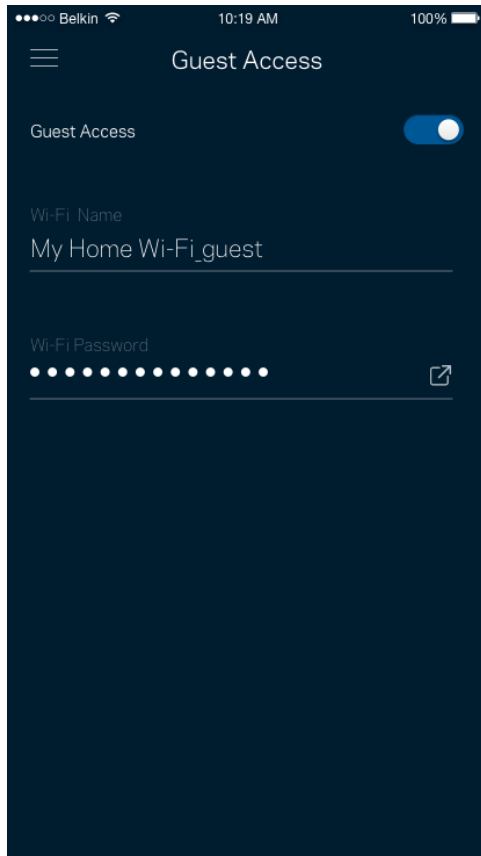 ●●●○○ Belkin 10:19 AM 100%
Guest Access
Guest Access
Wi-Fi Name
My Home Wi-Fi_guest
Wi-Fi Password
●●●●●●●●●●●●●●